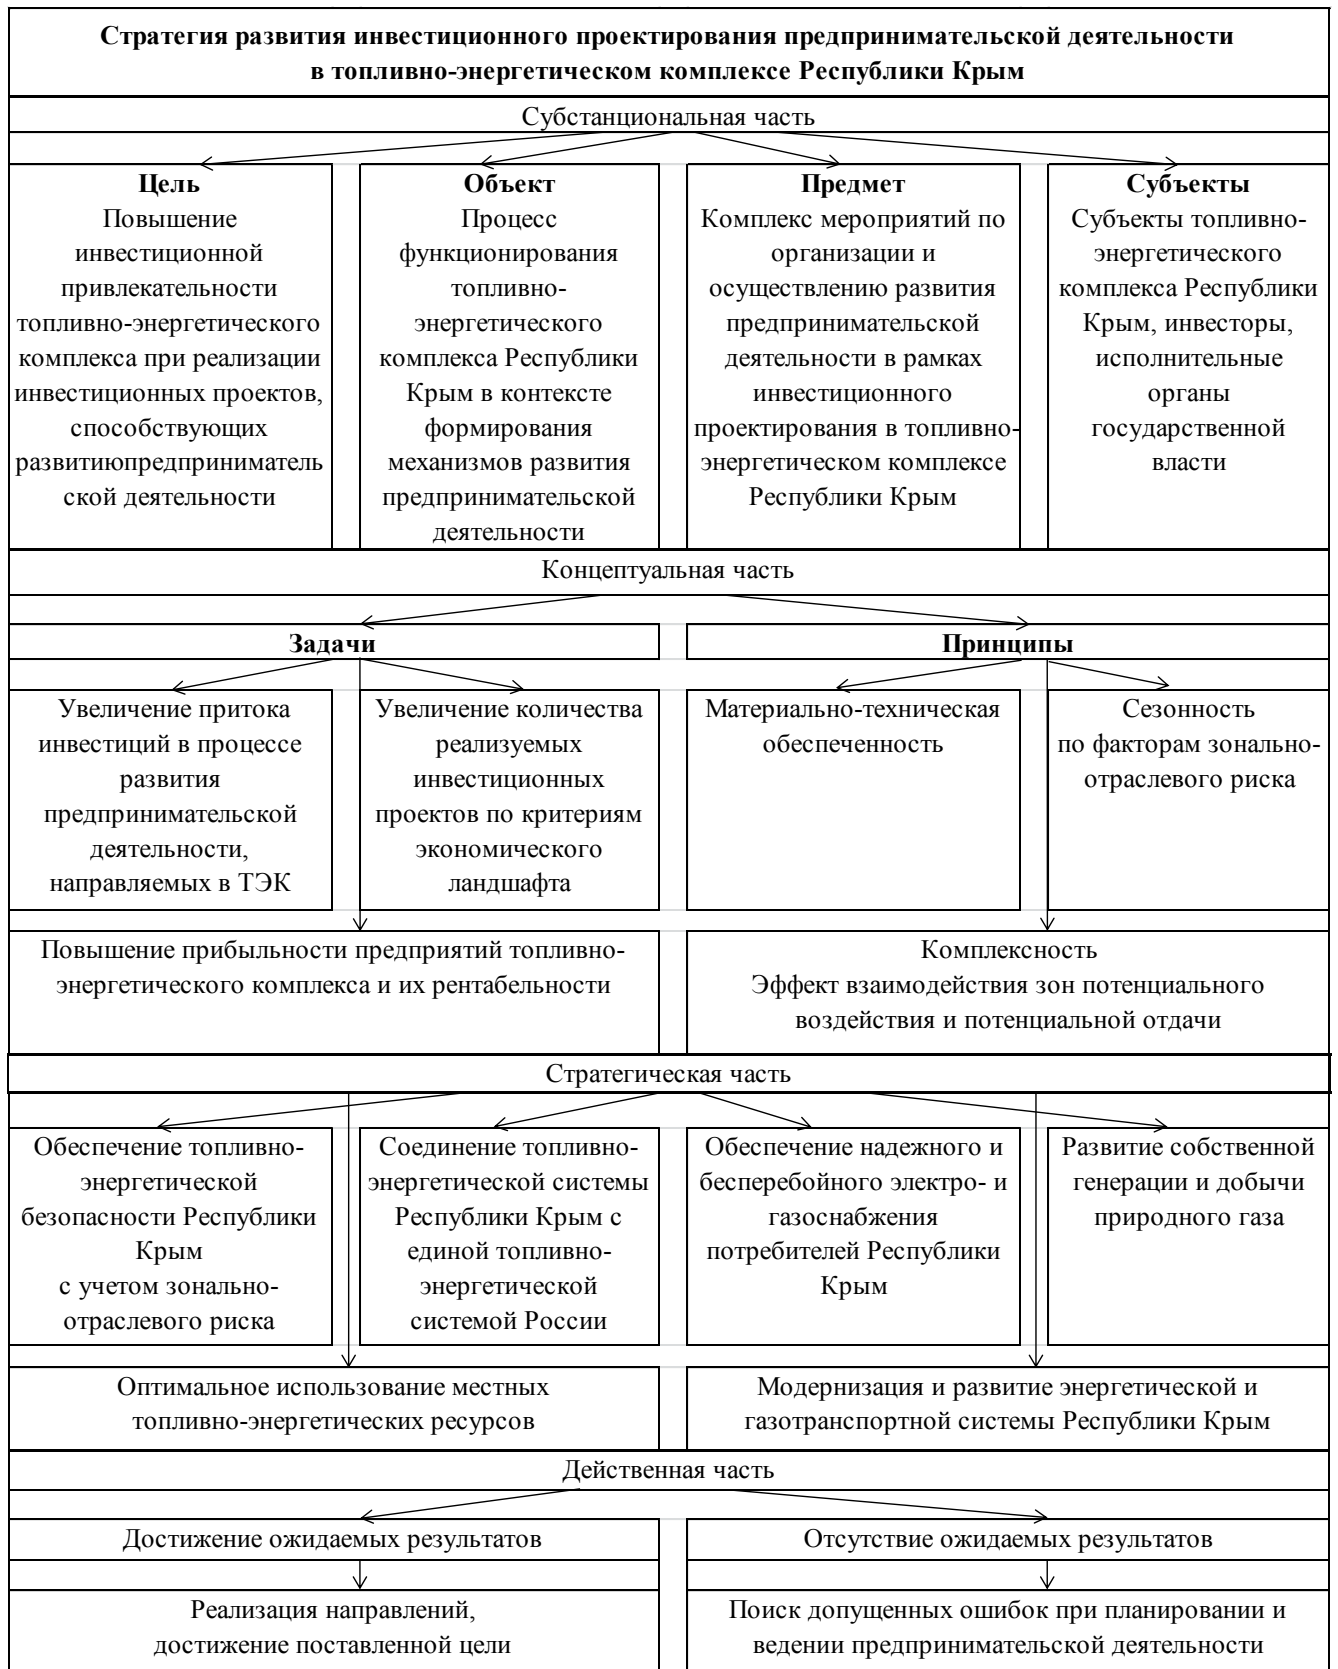 Стратегия развития инвестиционного проектирования предпринимательской деятельности
в топливно-энергетическом комплексе Республики Крым
Субстанциональная часть
Цель
Повышение
инвестиционной
привлекательности
топливно-энергетического
комплекса при реализации
инвестиционных проектов,
способствующих
развитиюпредприниматель
ской деятельности
Объект
Процесс
функционирования
топливно-
энергетического
комплекса Республики
Крым в контексте
формирования
механизмов развития
предпринимательской
деятельности
Предмет
Комплекс мероприятий по
организации и
осуществлению развития
предпринимательской
деятельности в рамках
инвестиционного
проектирования в топливно-
энергетическом комплексе
Республики Крым
Субъекты
Субъекты топливно-
энергетического
комплекса Республики
Крым, инвесторы,
исполнительные
органы
государственной
власти
Концептуальная часть
Задачи
Принципы
Увеличение притока
инвестиций в процессе
развития
предпринимательской
деятельности,
направляемых в ТЭК
Увеличение количества
реализуемых
инвестиционных
проектов по критериям
экономического
ландшафта
Материально-техническая
обеспеченность
Сезонность
по факторам зонально-
отраслевого риска
Повышение прибыльности предприятий топливно-
энергетического комплекса и их рентабельности
Комплексность
Эффект взаимодействия зон потенциального
воздействия и потенциальной отдачи
Стратегическая часть
Обеспечение топливно-
энергетической
безопасности Республики
Крым
с учетом зонально-
отраслевого риска
Соединение топливно-
энергетической системы
Республики Крым с
единой топливно-
энергетической
системой России
Обеспечение надежного и
бесперебойного электро- и
газоснабжения
потребителей Республики
Крым
Развитие собственной
генерации и добычи
природного газа
Оптимальное использование местных
топливно-энергетических ресурсов
Модернизация и развитие энергетической и
газотранспортной системы Республики Крым
Действенная часть
Достижение ожидаемых результатов
Отсутствие ожидаемых результатов
Реализация направлений,
достижение поставленной цели
Поиск допущенных ошибок при планировании и
ведении предпринимательской деятельности